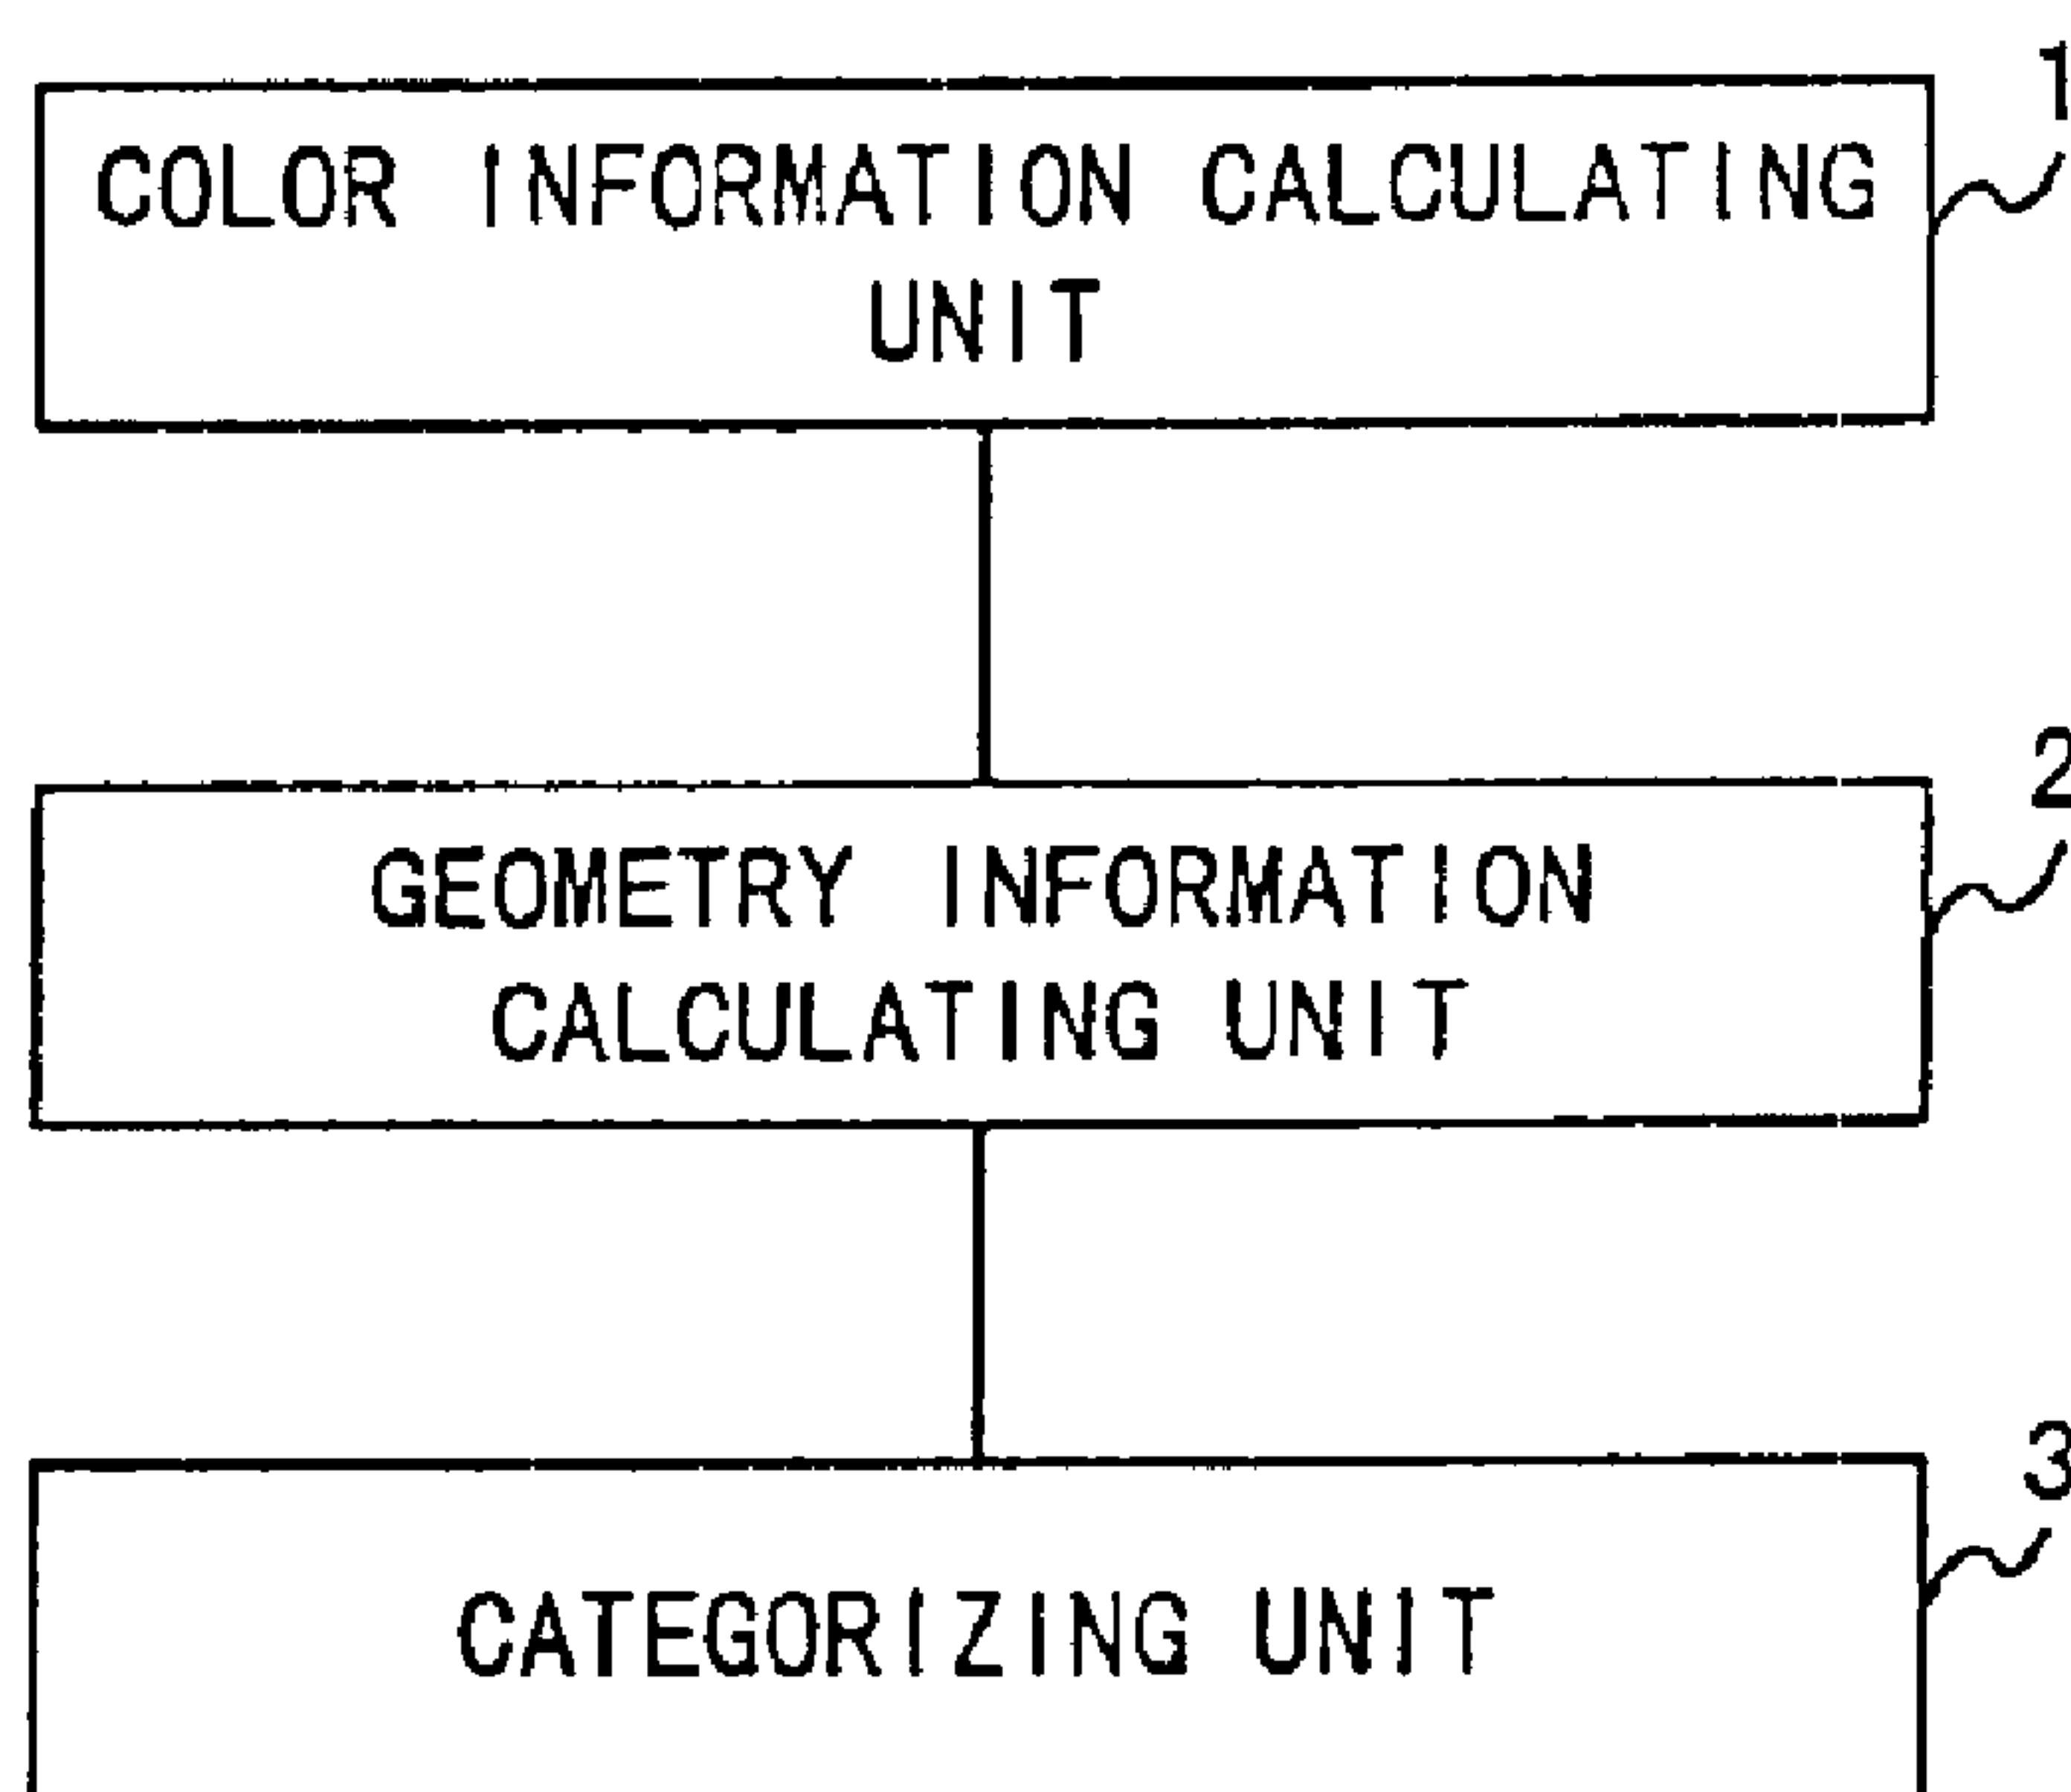 1
COLOR INFORMATION CALCULATING
UNIT
2
GEOMETRY INFORMATION
CALCULATING UNIT
3
CATEGORIZING UNIT